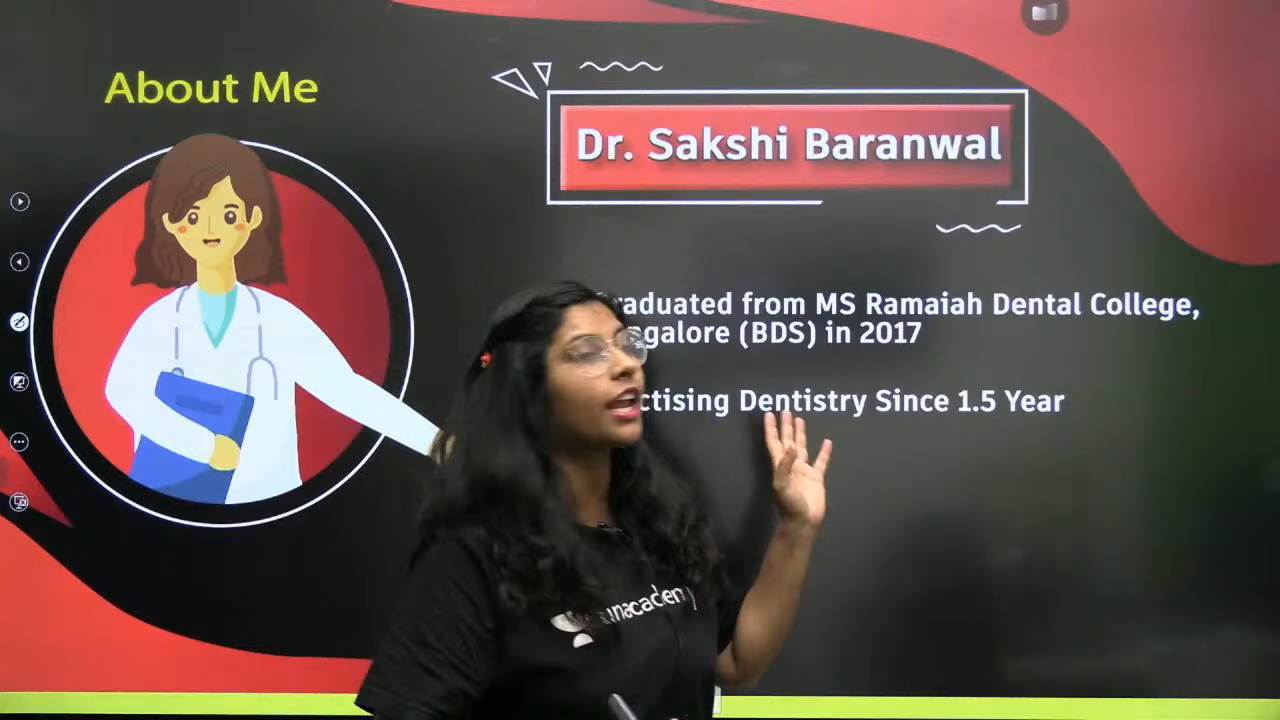 About Me
Dr. Sakshi Baranwal
raduated from MS Ramaiah Dental College,
galore (BDS) in 2017
ctising Dentistry Since 1.5 Year
unacademy